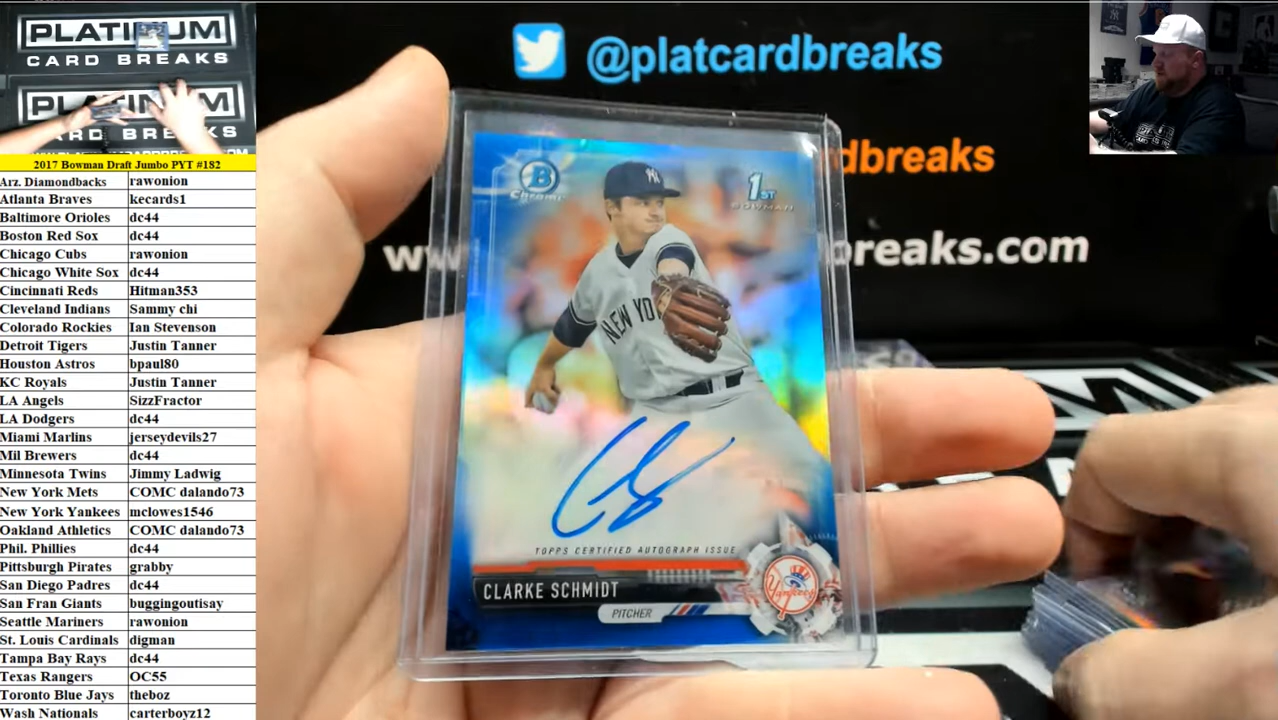 PLATINUM
CARD BREAKS
PLATINUM
CARD BREAKS
2017 Bowman Draft Jumbo PYT #182
Arz. Diamondbacks rawonion
Atlanta Braves kecards1
Baltimore Orioles dc44
Boston Red Sox dc44
Chicago Cubs rawonion
Chicago White Sox dc44
Cincinnati Reds Hitman353
Cleveland Indians Sammy chi
Colorado Rockies Ian Stevenson
Detroit Tigers Justin Tanner
Houston Astros bpaul80
KC Royals Justin Tanner
LA Angels SizzFractor
LA Dodgers dc44
Miami Marlins jerseydevils27
Mil Brewers dc44
Minnesota Twins Jimmy Ladwig
New York Mets COMC dalando73
New York Yankees mclowes1546
Oakland Athletics COMC dalando73
Phil. Phillies dc44
Pittsburgh Pirates grabby
San Diego Padres dc44
San Fran Giants buggingoutisay
Seattle Mariners rawonion
St. Louis Cardinals digman
Tampa Bay Rays dc44
Texas Rangers OC55
Toronto Blue Jays theboz
Wash Nationals carterboyz12
@platcardbreaks
dbreaks
ww
breaks.com
B
Chrome
1ST
BOWMAN
NY
NEW YO
TOPPS CERTIFIED AUTOGRAPH ISSUE
CLARKE SCHMIDT
PITCHER
Yankees